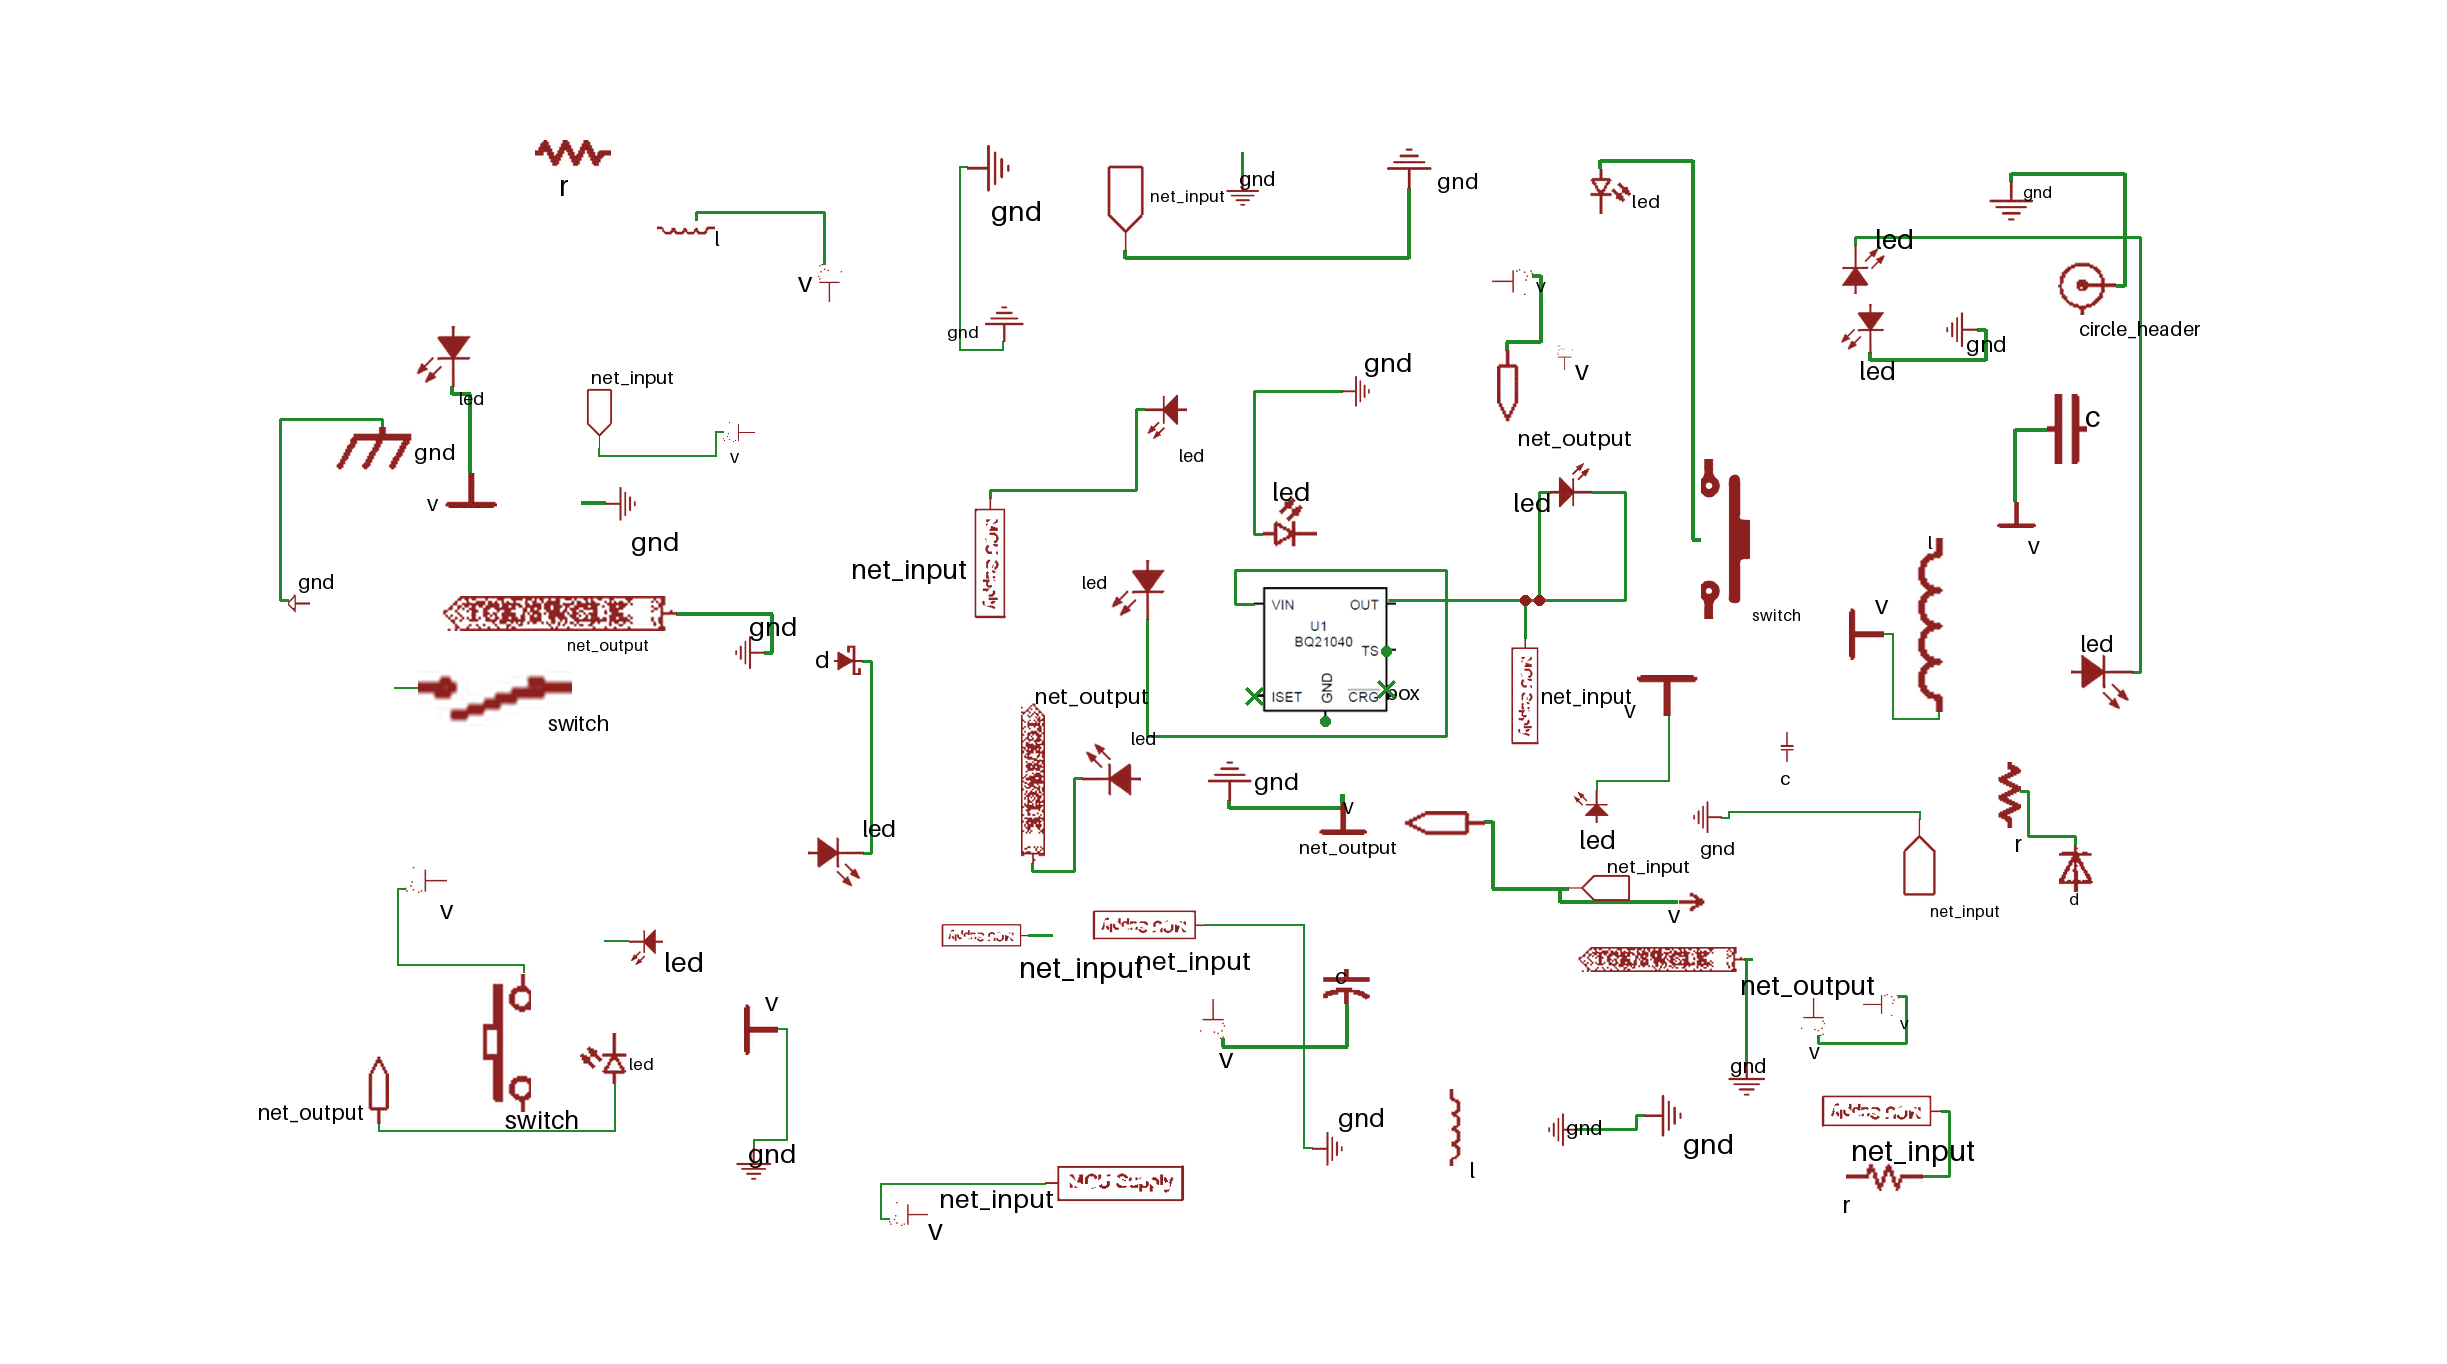 r
gnd
net_input
gnd
gnd
led
gnd
l
v
led
v
circle_header
gnd
gnd
led
gnd
v
net_input
led
net_output
c
gnd
v
led
v
led
led
gnd
v
net_input
l
gnd
led
VIN
OUT
U1
BQ21040
TS
GND
ISET
CRG
box
v
switch
gnd
net_output
d
led
net_output
net_input
v
switch
led
gnd
c
v
net_output
led
gnd
r
led
net_input
v
net_input
d
v
led
net_input
net_input
c
net_output
v
v
v
v
led
gnd
net_output
switch
gnd
gnd
l
gnd
gnd
net_input
r
net_input
MCU Supply
v